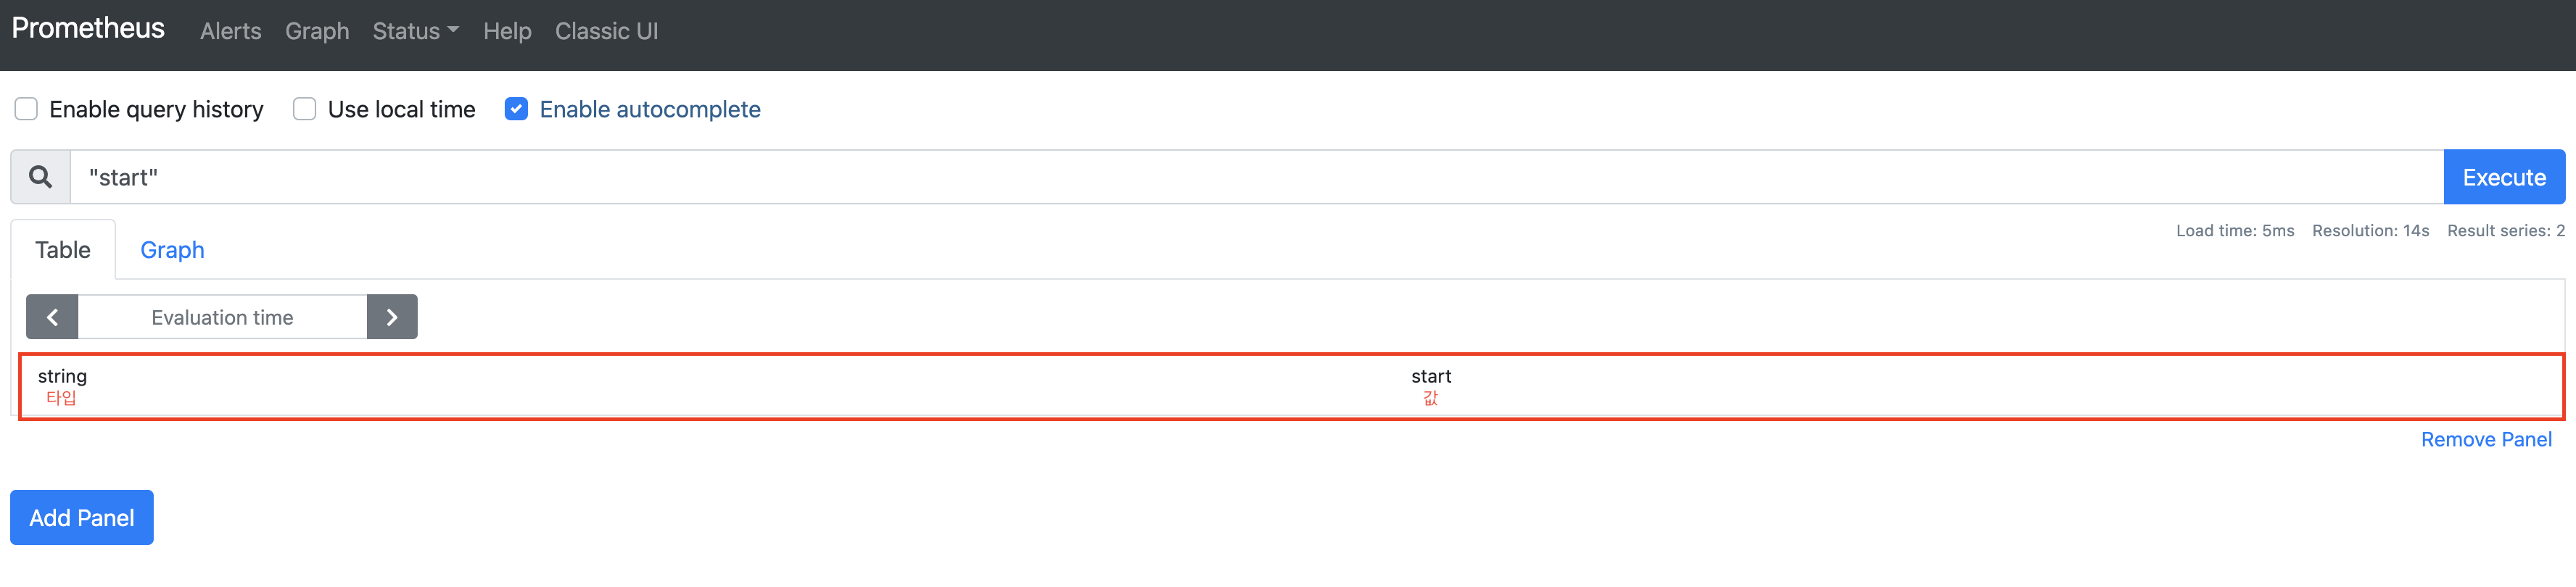 Prometheus Alerts Graph Status Help Classic UI
Enable query history Use local time Enable autocomplete
"start" Execute
Table Graph Load time: 5ms Resolution: 14s Result series: 2
Evaluation time
string start
타입 값
Remove Panel
Add Panel